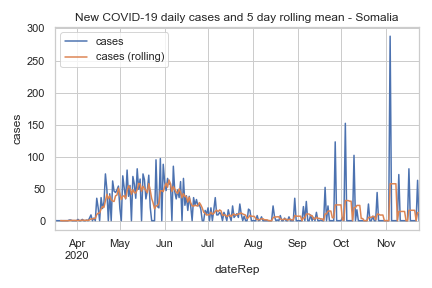 New COVID-19 daily cases and 5 day rolling mean - Somalia
cases
cases (rolling)
300
250
200
150
100
50
0
cases
Apr
2020
May
Jun
Jul
Aug
Sep
Oct
Nov
dateRep